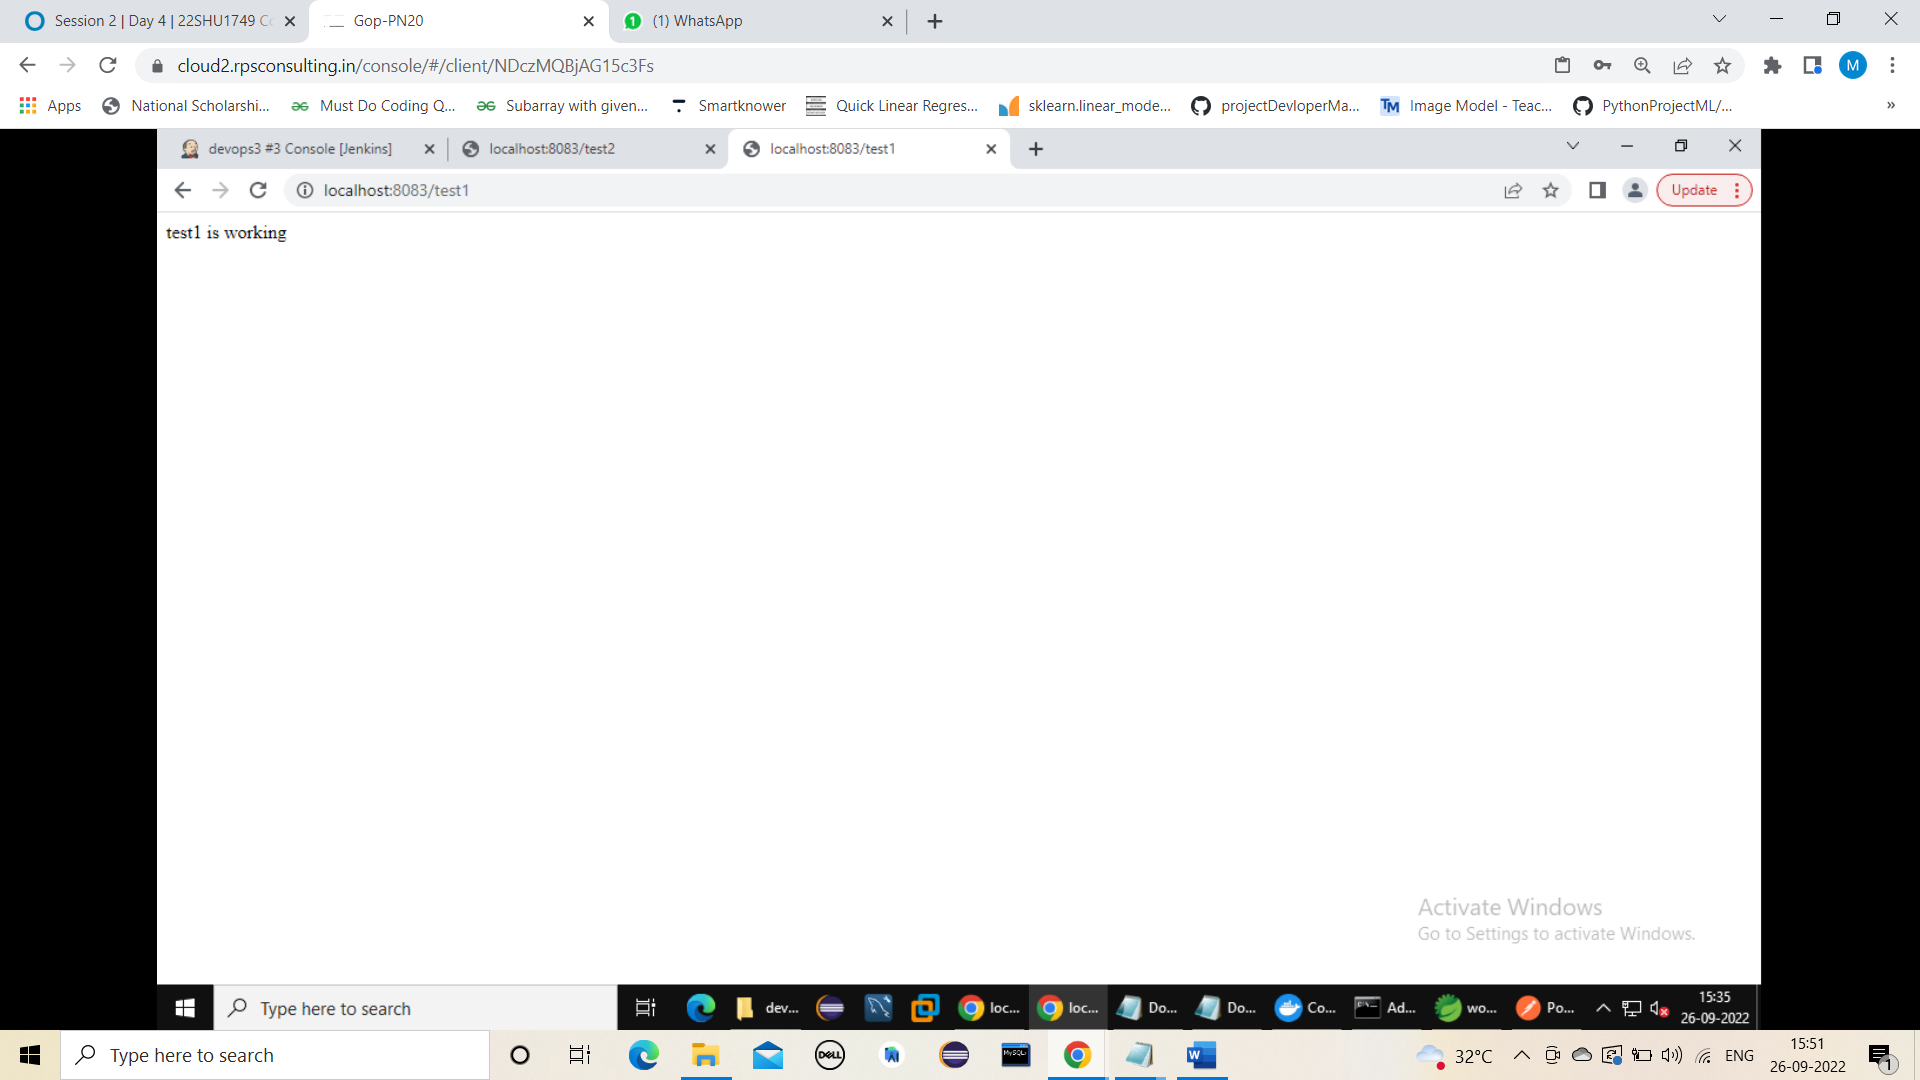 Session 2 | Day 4 | 22SHU1749 C
Gop-PN20
(1) WhatsApp
cloud2.rpsconsulting.in/console/#/client/NDczMQBjAG15c3Fs
M
Apps
National Scholarshi...
Must Do Coding Q...
Subarray with given...
Smartknower
Quick Linear Regres...
sklearn.linear_mode...
projectDevloperMa...
TM
Image Model - Teac...
PythonProjectML/...
»
devops3 #3 Console [Jenkins]
localhost:8083/test2
localhost:8083/test1
localhost:8083/test1
Update
test1 is working
Activate Windows
Go to Settings to activate Windows.
Type here to search
dev...
loc...
loc...
Do...
Do...
Co...
Ad...
wo...
Po...
15:35
26-09-2022
Type here to search
DELL
MySQL
W
32°C
ENG
15:51
26-09-2022
1